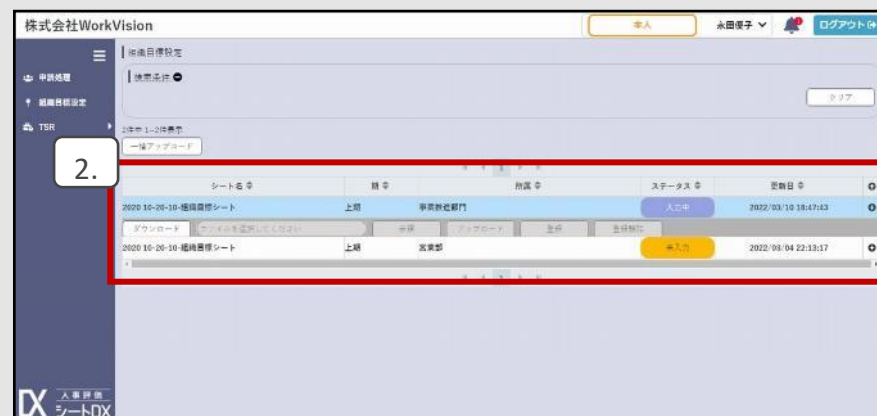 株式会社WorkVision
本人
永田優子
ログアウト
組織目標設定
申請処理
検索条件
組織目標設定
クリア
TSR
2件中 1--2件表示
一括アップロード
2.
シート名
期
所属
ステータス
更新日
2020 10-20-10-組織目標シート
上期
事業推進部門
入力中
2022/03/10 18:47:43
ダウンロード
ファイルを選択してください
参照
アップロード
登録
登録解除
2020 10-20-10-組織目標シート
上期
営業部
未入力
2022/03/04 22:13:17
人事評価
シートDX
DX